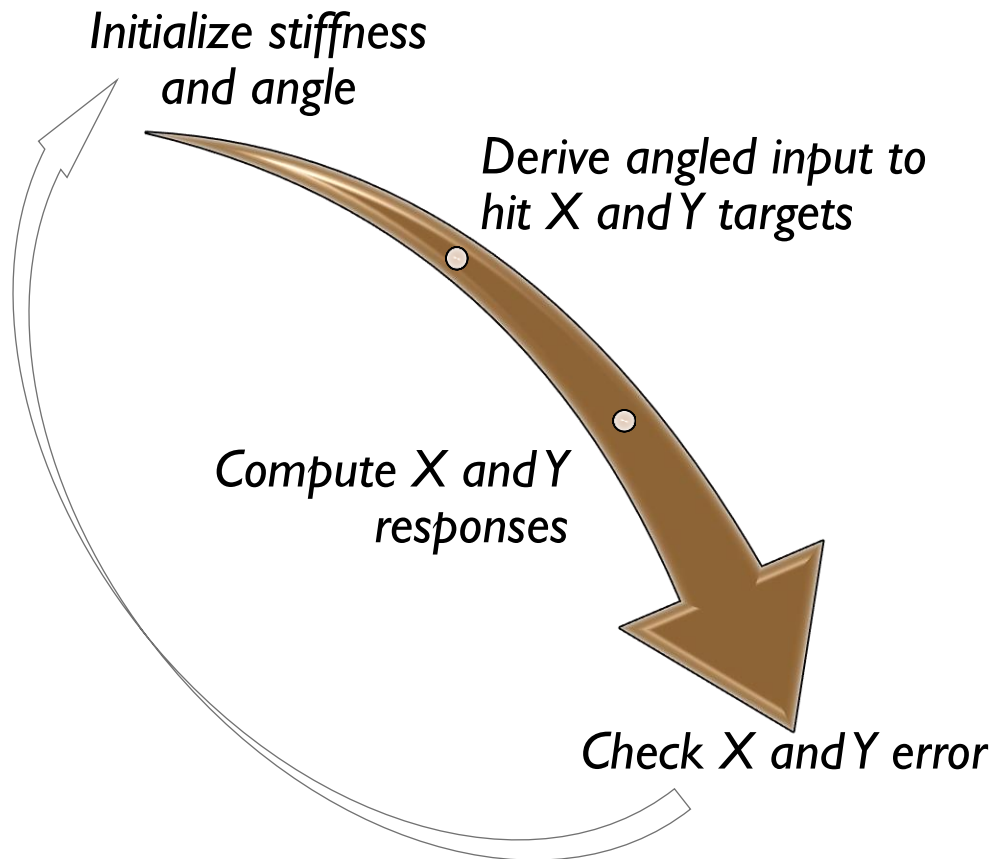 Initialize stiffness
and angle
Derive angled input to
hit X and Y targets
Compute X and Y
responses
Check X and Y error